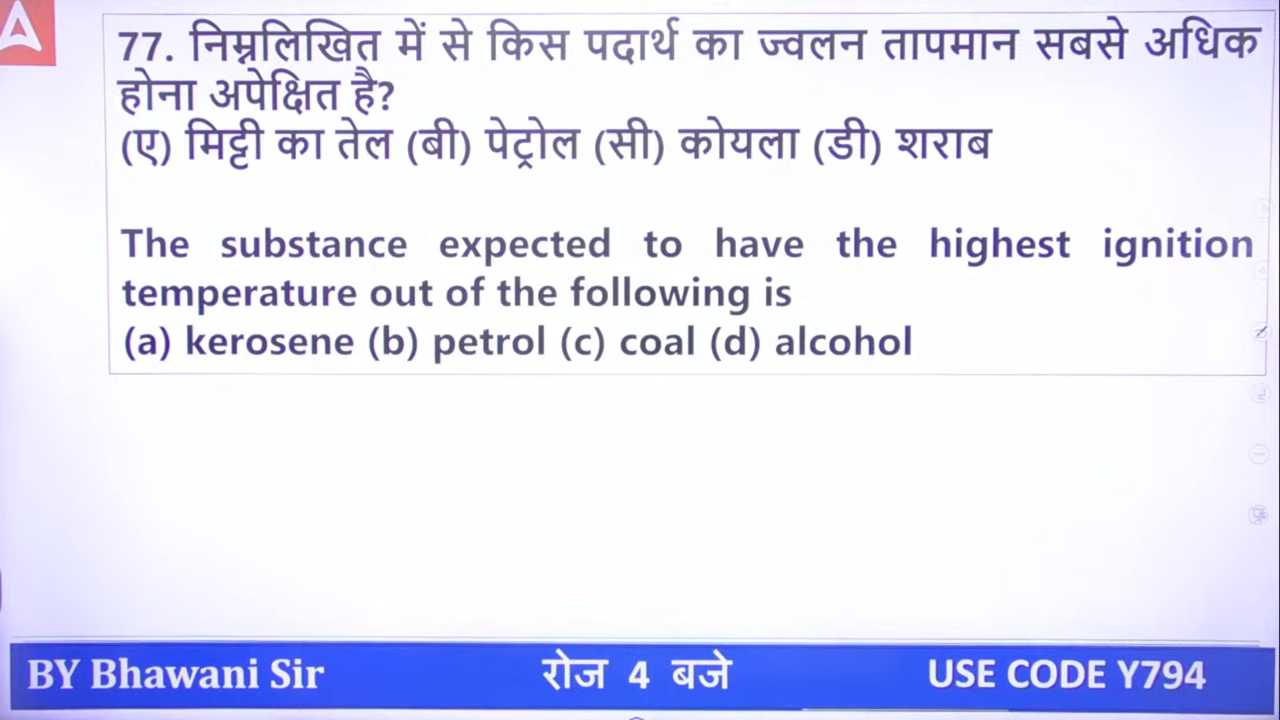 77. निम्नलिखित में से किस पदार्थ का ज्वलन तापमान सबसे अधिक
होना अपेक्षित है?
(ए) मिट्टी का तेल (बी) पेट्रोल (सी) कोयला (डी) शराब
The substance expected to have the highest ignition
temperature out of the following is
(a) kerosene (b) petrol (c) coal (d) alcohol
BY Bhawani Sir रोज 4 बजे USE CODE Y794